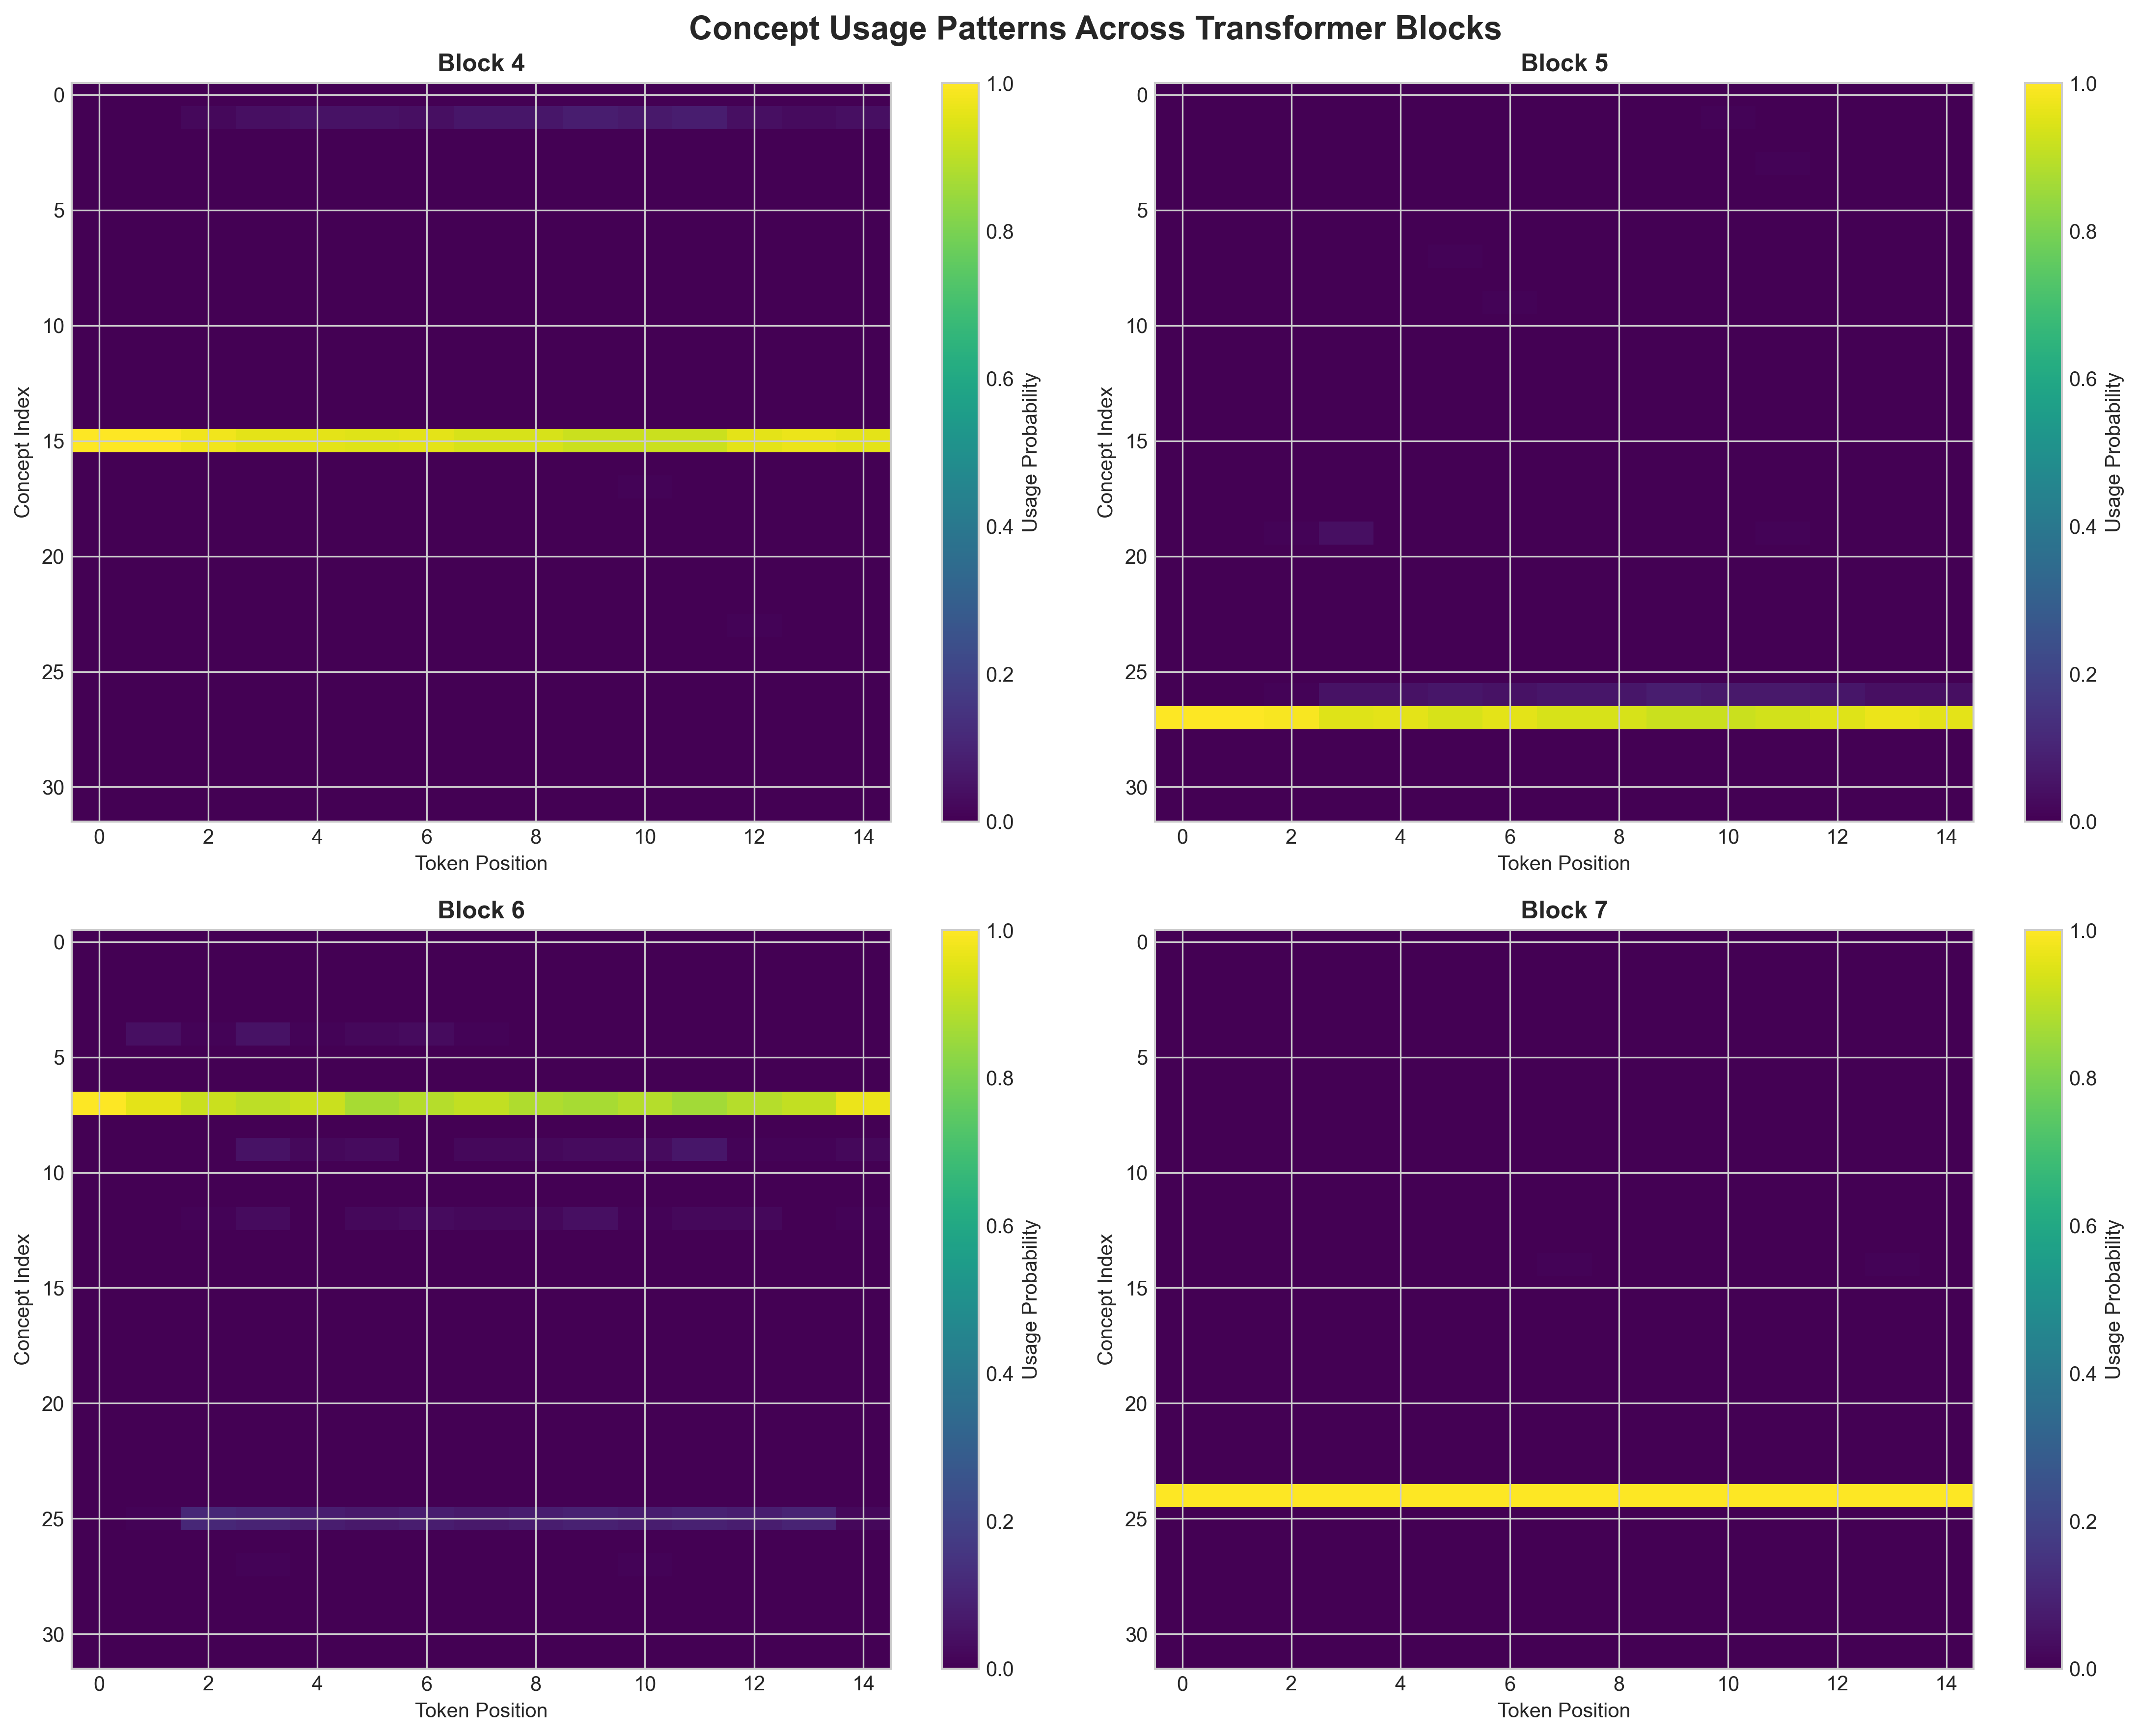 Concept Usage Patterns Across Transformer Blocks
Block 4
0
5
10
15
20
25
30
Concept Index
0 2 4 6 8 10 12 14
Token Position
1.0
0.8
0.6
0.4
0.2
0.0
Usage Probability
Block 5
0
5
10
15
20
25
30
Concept Index
0 2 4 6 8 10 12 14
Token Position
1.0
0.8
0.6
0.4
0.2
0.0
Usage Probability
Block 6
0
5
10
15
20
25
30
Concept Index
0 2 4 6 8 10 12 14
Token Position
1.0
0.8
0.6
0.4
0.2
0.0
Usage Probability
Block 7
0
5
10
15
20
25
30
Concept Index
0 2 4 6 8 10 12 14
Token Position
1.0
0.8
0.6
0.4
0.2
0.0
Usage Probability